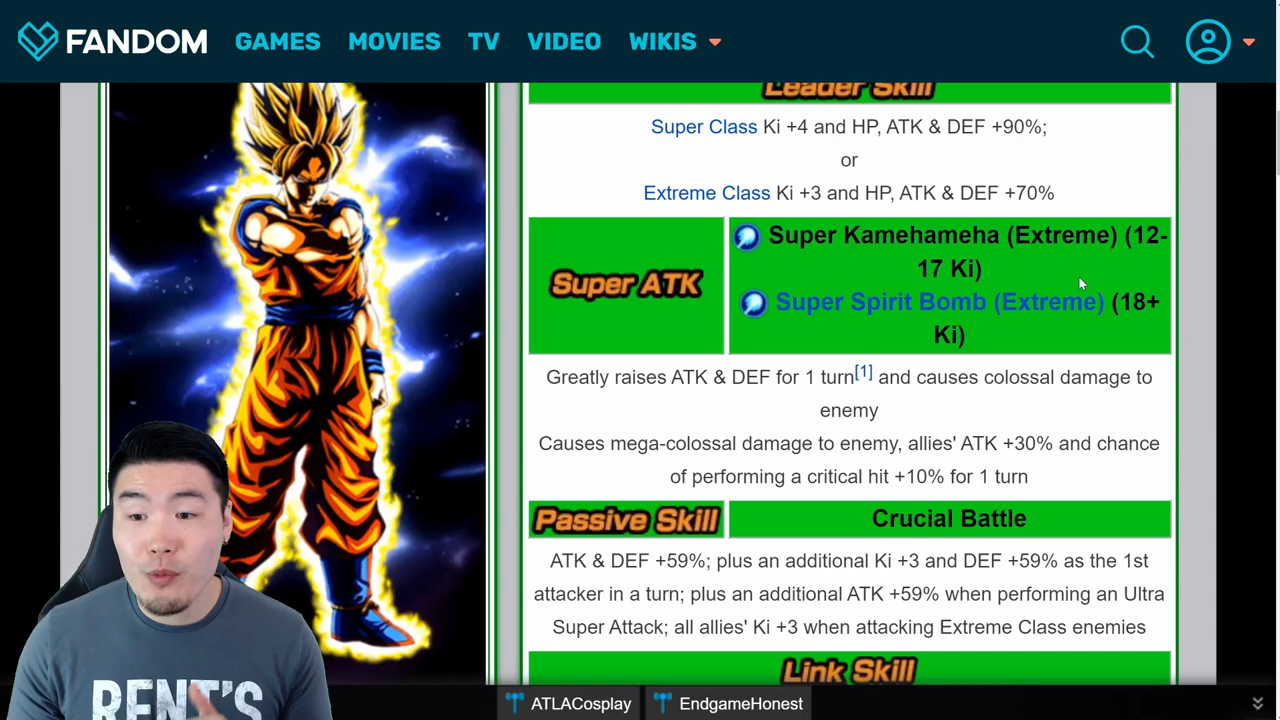 FANDOM GAMES MOVIES TV VIDEO WIKIS
Leader Skill
Super Class Ki +4 and HP, ATK & DEF +90%;
or
Extreme Class Ki +3 and HP, ATK & DEF +70%
Super ATK
Super Kamehameha (Extreme) (12-
17 Ki)
Super Spirit Bomb (Extreme) (18+
Ki)
Greatly raises ATK & DEF for 1 turn[1] and causes colossal damage to
enemy
Causes mega-colossal damage to enemy, allies' ATK +30% and chance
of performing a critical hit +10% for 1 turn
Passive Skill
Crucial Battle
ATK & DEF +59%; plus an additional Ki +3 and DEF +59% as the 1st
attacker in a turn; plus an additional ATK +59% when performing an Ultra
Super Attack; all allies' Ki +3 when attacking Extreme Class enemies
Link Skill
RENT'S
ATLACosplay
EndgameHonest